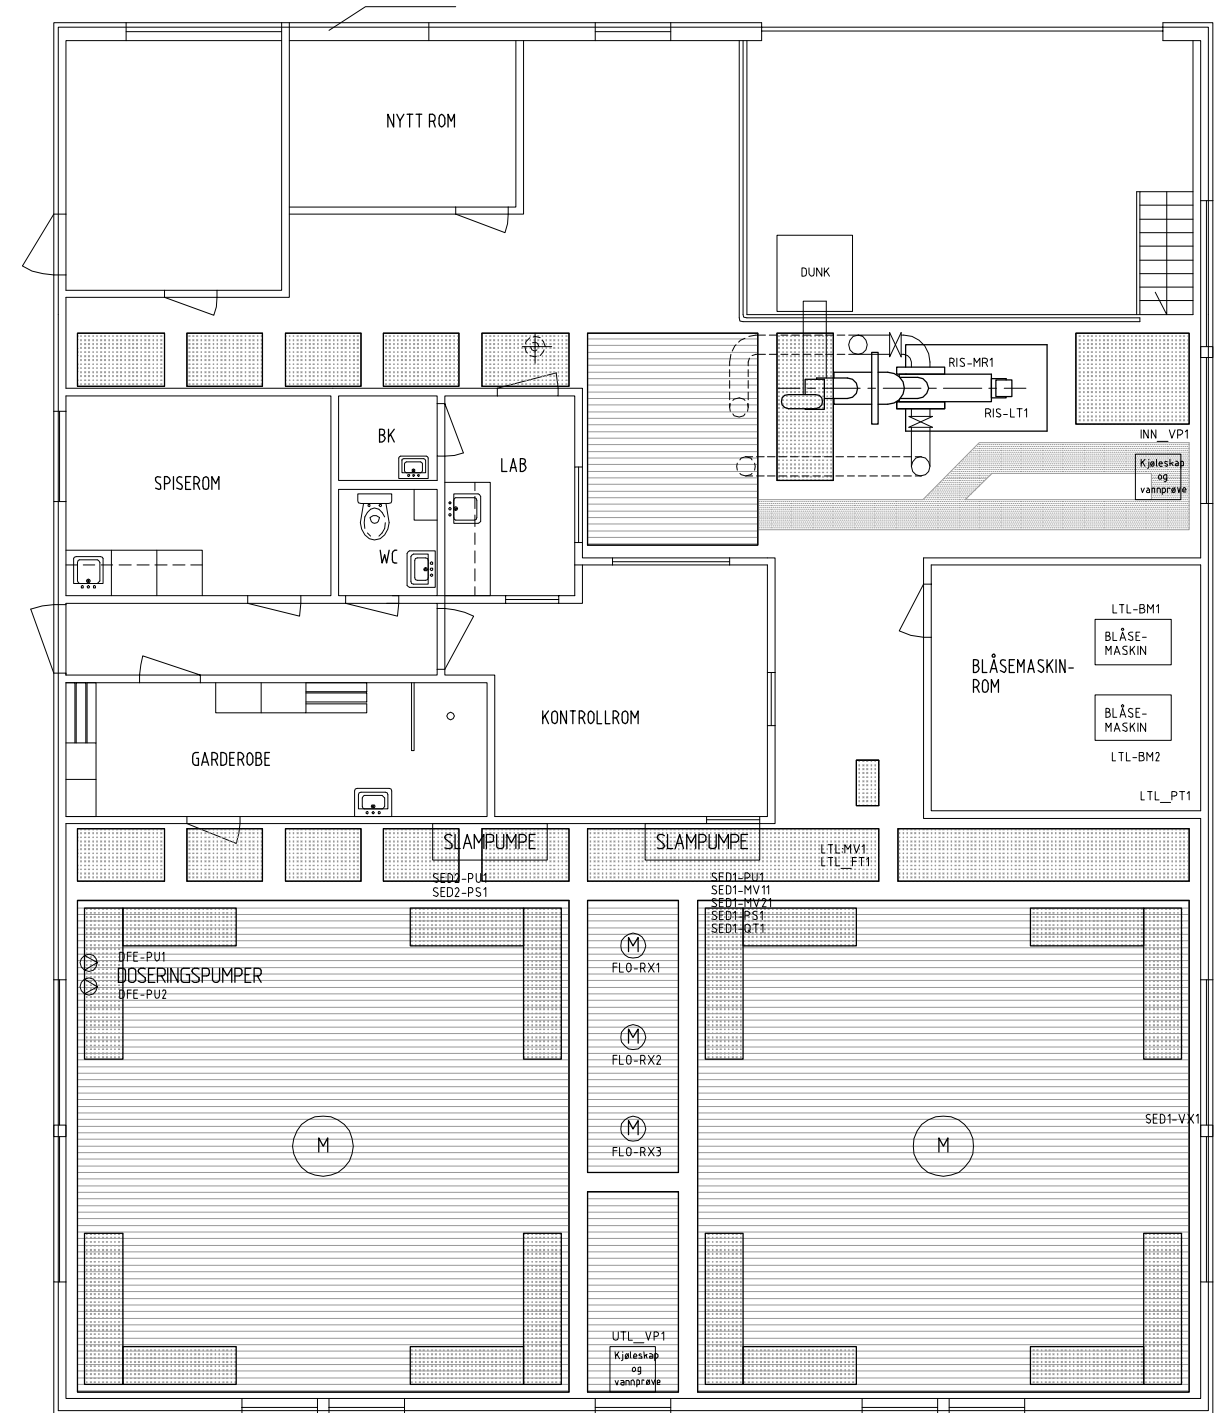 NYTT ROM
DUNK
RIS-MR1
RIS-LT1
INN_VP1
Kjøleskap
og
vannprøve
BK
LAB
SPISEROM
WC
LTL-BM1
BLÅSE-
MASKIN
BLÅSEMASKIN-
ROM
BLÅSE-
MASKIN
LTL-BM2
LTL_PT1
KONTROLLROM
GARDEROBE
SLAMPUMPE
SLAMPUMPE
LTL-MV1
LTL_FT1
SED2-PU1
SED2-PS1
SED1-PU1
SED1-MV11
SED1-MV21
SED1-PS1
SED1-QT1
DFE-PU1
DOSERINGSPUMPER
DFE-PU2
M
FLO-RX1
M
FLO-RX2
M
FLO-RX3
SED1-VX1
M
M
UTL_VP1
Kjøleskap
og
vannprøve